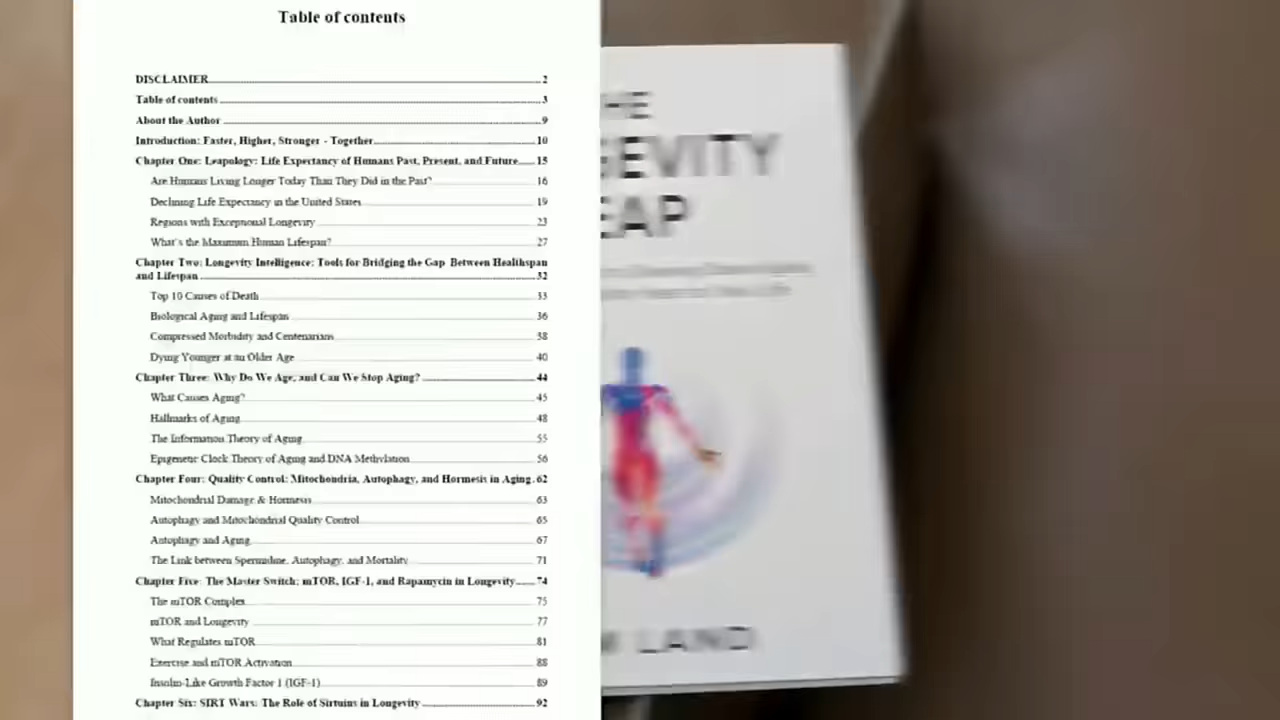 Table of contents
DISCLAIMER 2
Table of contents 3
About the Author 9
Introduction: Faster, Higher, Stronger - Together 10
Chapter One: Leapology: Life Expectancy of Humans Past, Present, and Future 15
Are Humans Living Longer Today Than They Did in the Past? 16
Declining Life Expectancy in the United States 19
Regions with Exceptional Longevity 23
What's the Maximum Human Lifespan? 27
Chapter Two: Longevity Intelligence: Tools for Bridging the Gap Between Healthspan
and Lifespan 32
Top 10 Causes of Death 33
Biological Aging and Lifespan 36
Compressed Morbidity and Centenarians 38
Dying Younger at an Older Age 40
Chapter Three: Why Do We Age, and Can We Stop Aging? 44
What Causes Aging? 45
Hallmarks of Aging 48
The Information Theory of Aging 55
Epigenetic Clock Theory of Aging and DNA Methylation 56
Chapter Four: Quality Control: Mitochondria, Autophagy, and Hormesis in Aging 62
Mitochondrial Damage & Hormesis 63
Autophagy and Mitochondrial Quality Control 65
Autophagy and Aging 67
The Link between Spermidine, Autophagy, and Mortality 71
Chapter Five: The Master Switch: mTOR, IGF-1, and Rapamycin in Longevity 74
The mTOR Complex 75
mTOR and Longevity 77
What Regulates mTOR 81
Exercise and mTOR Activation 88
Insulin-Like Growth Factor 1 (IGF-1) 89
Chapter Six: SIRT Wars: The Role of Sirtuins in Longevity 92
HE
GEVITY
EAP
LAND